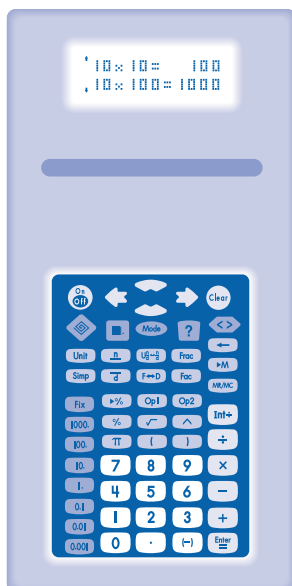 10× 10= 100
10× 100= 1000
On
Off
Clear
Mode
?
<>
Unit n/ U n/d↔n/d Frac ←
Simp /d F↔D Fac ▸M
MR/MC
Fix ▸% Op1 Op2
1000. % √ ^ Int÷
100. π ( ) ÷
10. 7 8 9 ×
1. 4 5 6 −
0.1 1 2 3 +
0.01 0 . (−) Enter =
0.001